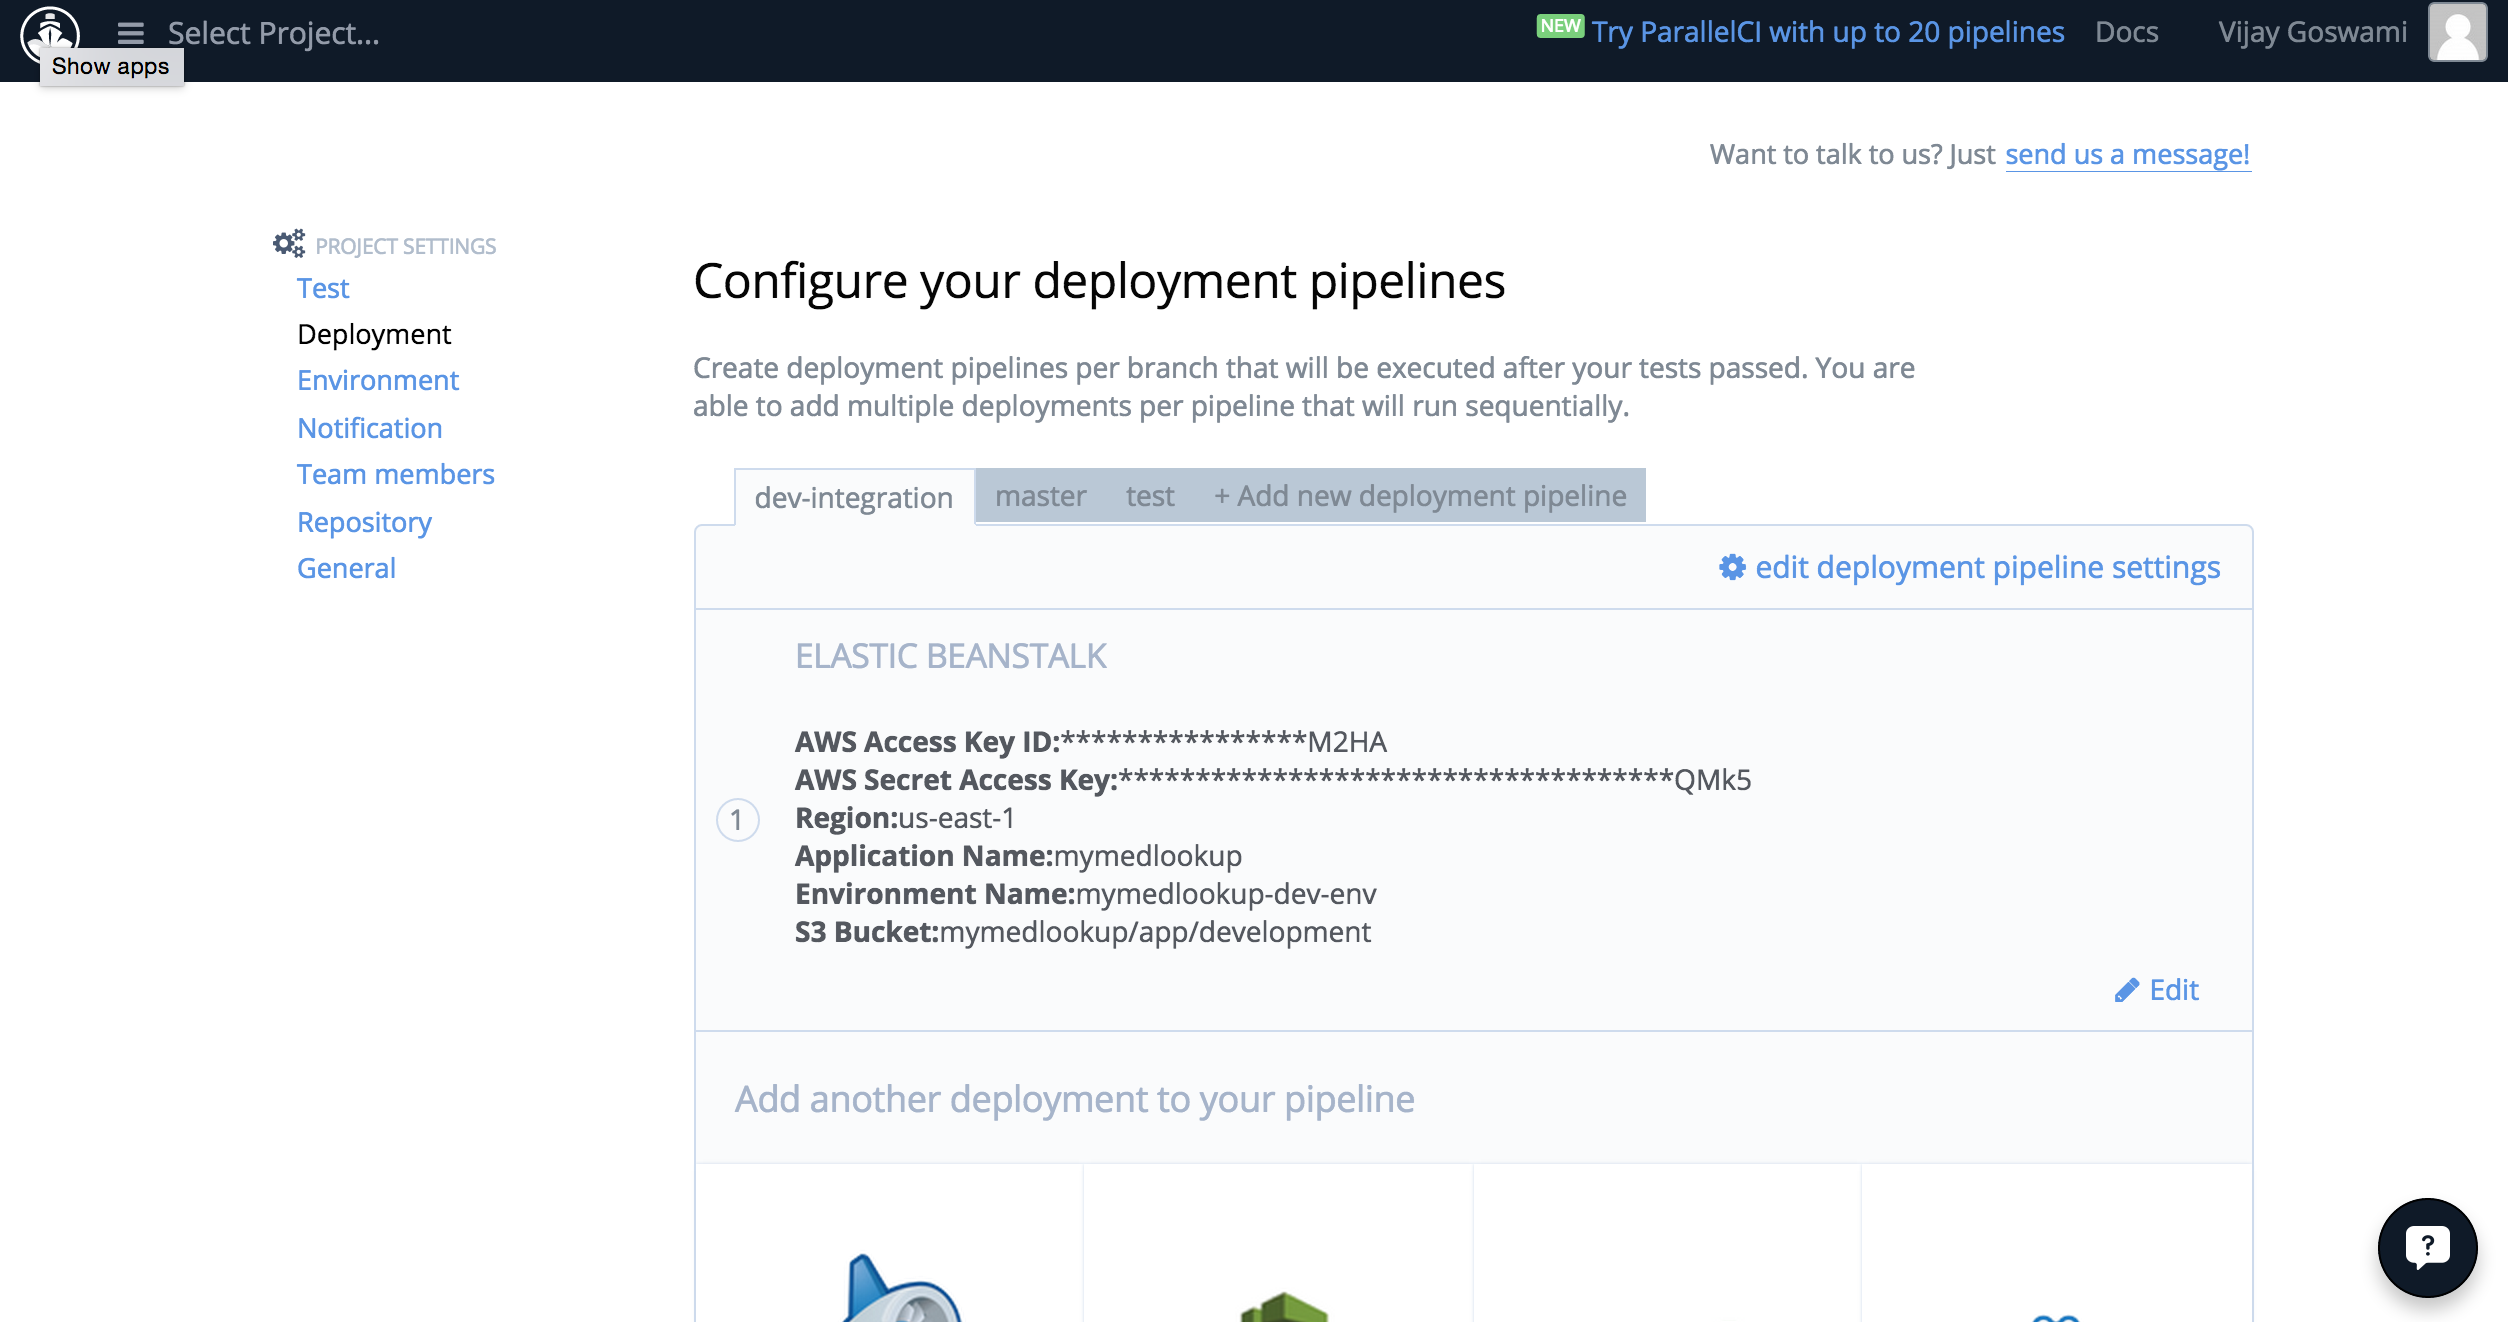 Select Project...
NEW Try ParallelCI with up to 20 pipelines
Docs
Vijay Goswami
Show apps
Want to talk to us? Just send us a message!
PROJECT SETTINGS
Test
Deployment
Environment
Notification
Team members
Repository
General
Configure your deployment pipelines
Create deployment pipelines per branch that will be executed after your tests passed. You are
able to add multiple deployments per pipeline that will run sequentially.
dev-integration master test + Add new deployment pipeline
edit deployment pipeline settings
ELASTIC BEANSTALK
AWS Access Key ID:****************M2HA
AWS Secret Access Key:************************************QMk5
1
Region:us-east-1
Application Name:mymedlookup
Environment Name:mymedlookup-dev-env
S3 Bucket:mymedlookup/app/development
Edit
Add another deployment to your pipeline
?